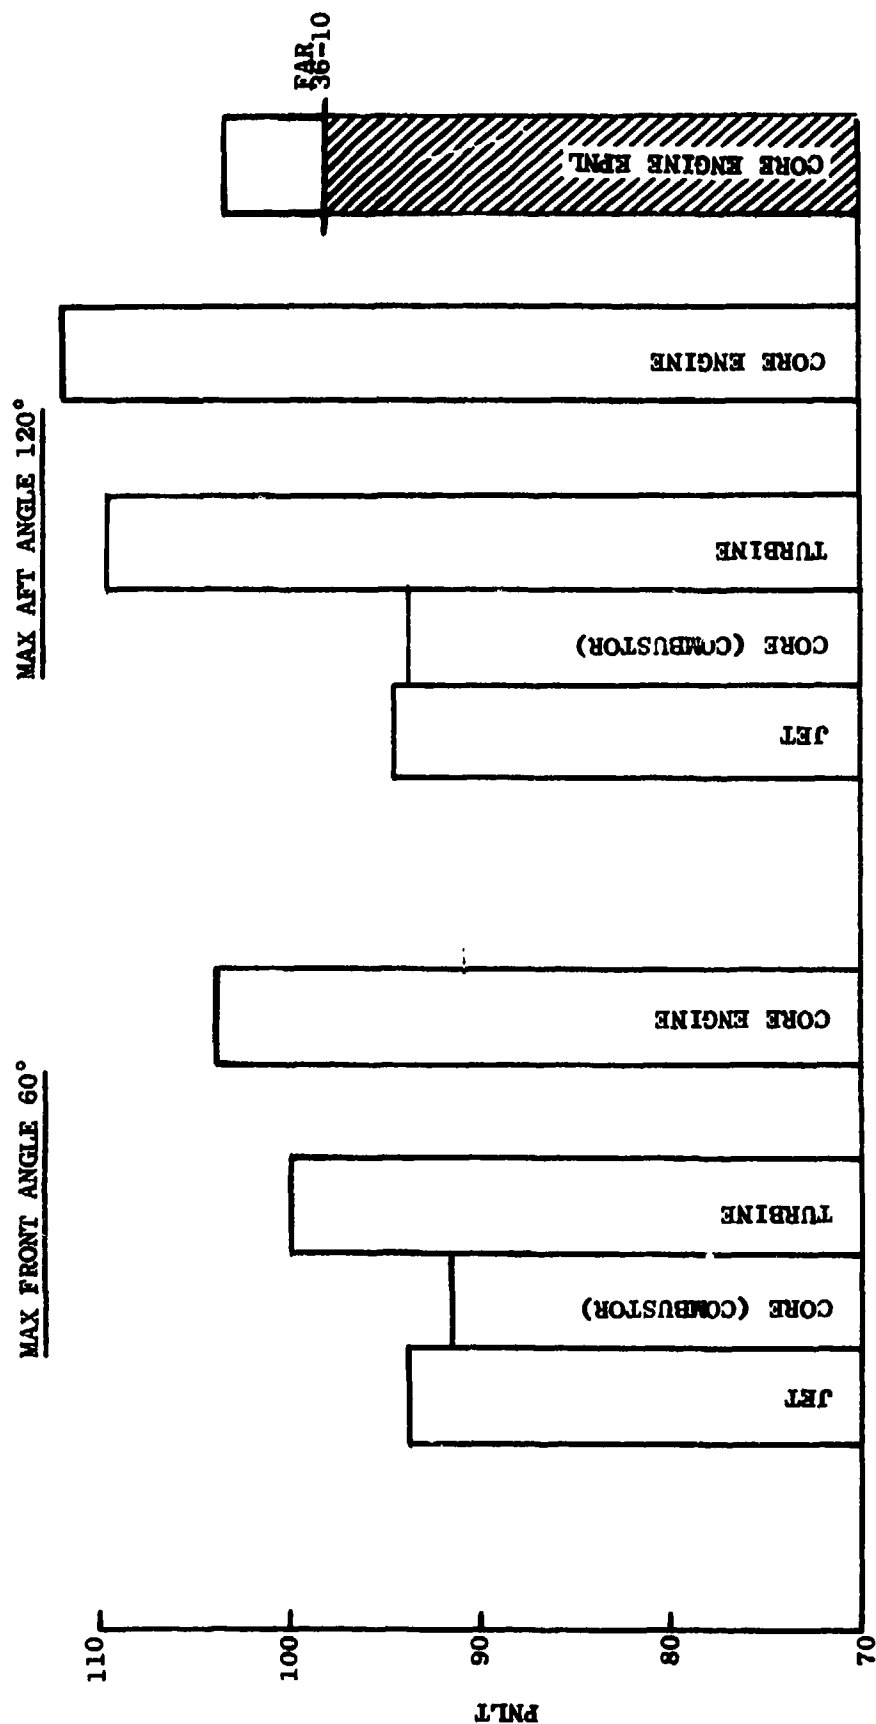 MAX FRONT ANGLE 60°
MAX AFT ANGLE 120°
FAR
36-10
110
100
90
80
70
PNLT
JET
CORE (COMBUSTOR)
TURBINE
CORE ENGINE
JET
CORE (COMBUSTOR)
TURBINE
CORE ENGINE
CORE ENGINE EPNL